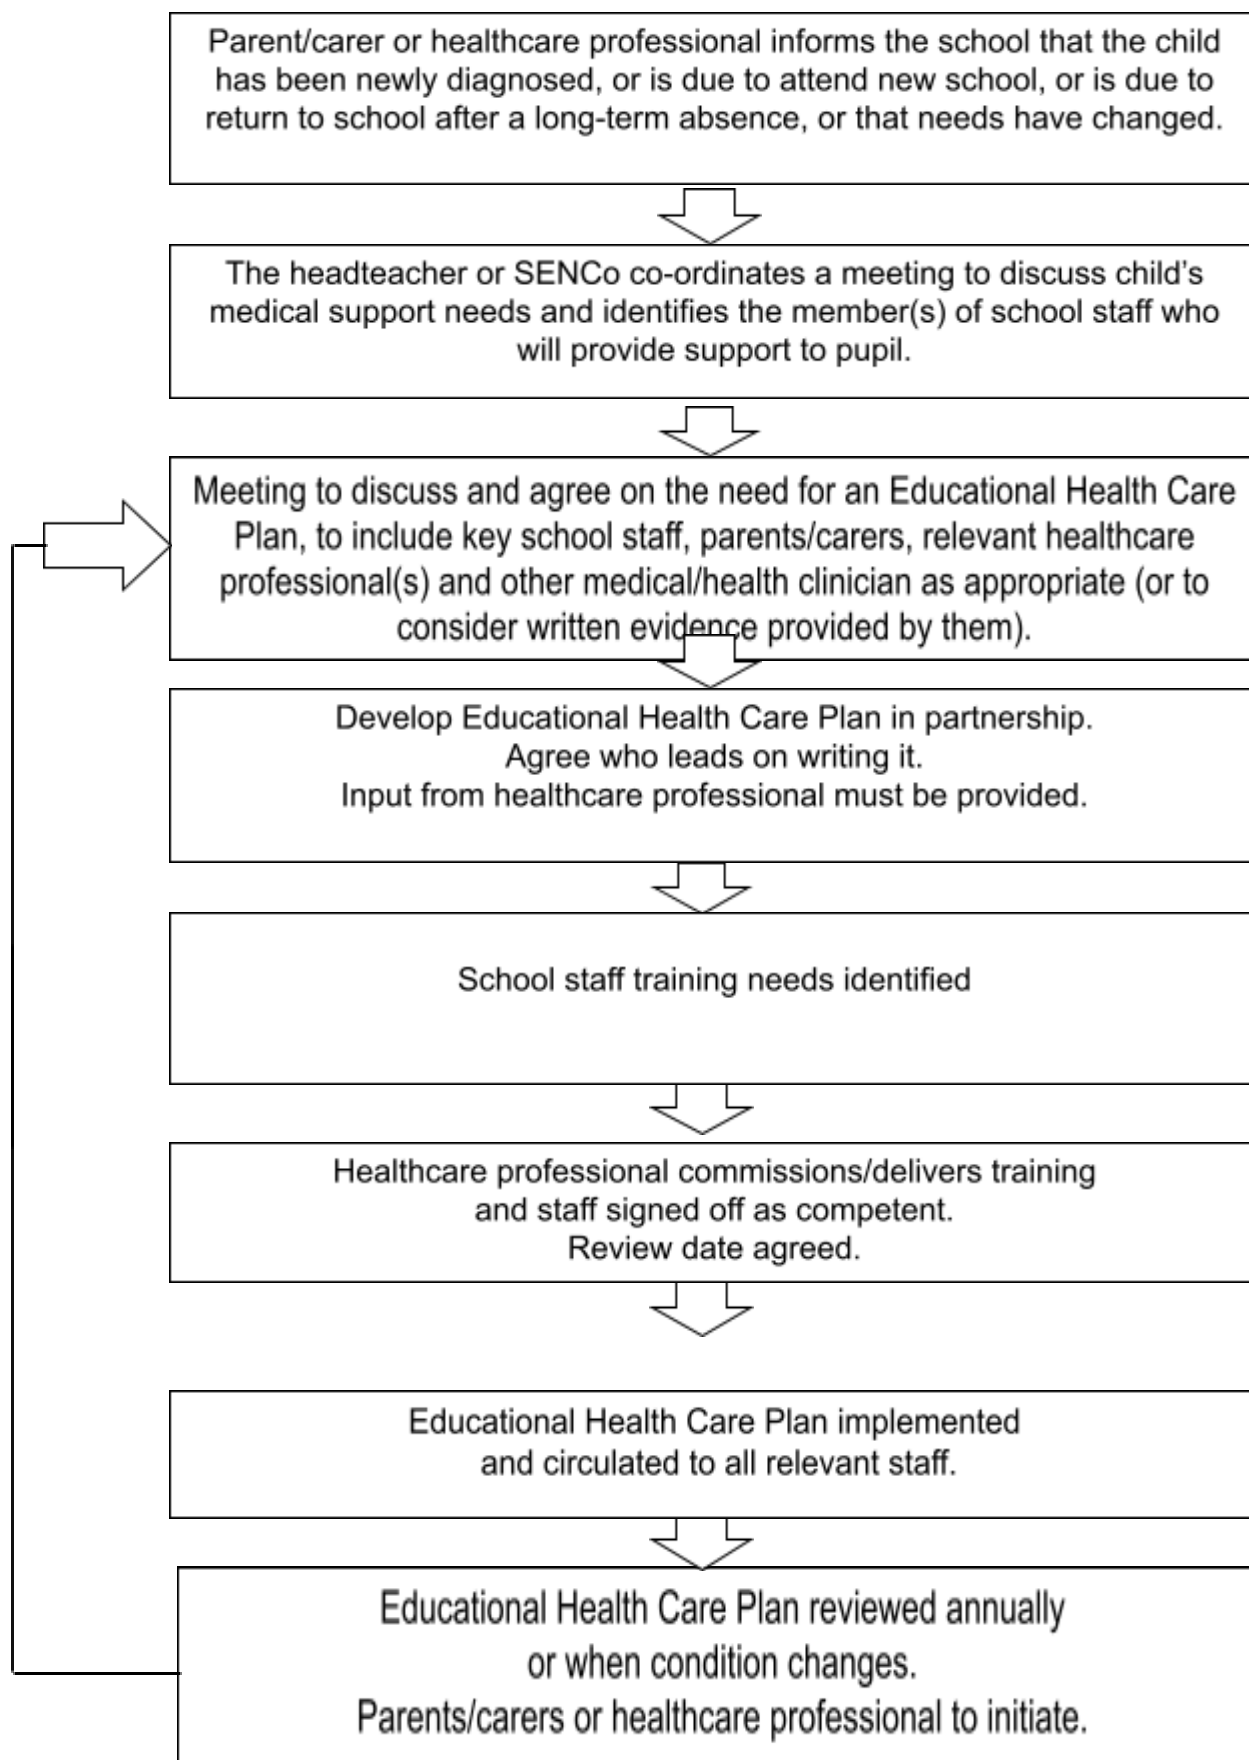 Parent/carer or healthcare professional informs the school that the child
has been newly diagnosed, or is due to attend new school, or is due to
return to school after a long-term absence, or that needs have changed.
The headteacher or SENCo co-ordinates a meeting to discuss child’s
medical support needs and identifies the member(s) of school staff who
will provide support to pupil.
Meeting to discuss and agree on the need for an Educational Health Care
Plan, to include key school staff, parents/carers, relevant healthcare
professional(s) and other medical/health clinician as appropriate (or to
consider written evidence provided by them).
Develop Educational Health Care Plan in partnership.
Agree who leads on writing it.
Input from healthcare professional must be provided.
School staff training needs identified
Healthcare professional commissions/delivers training
and staff signed off as competent.
Review date agreed.
Educational Health Care Plan implemented
and circulated to all relevant staff.
Educational Health Care Plan reviewed annually
or when condition changes.
Parents/carers or healthcare professional to initiate.